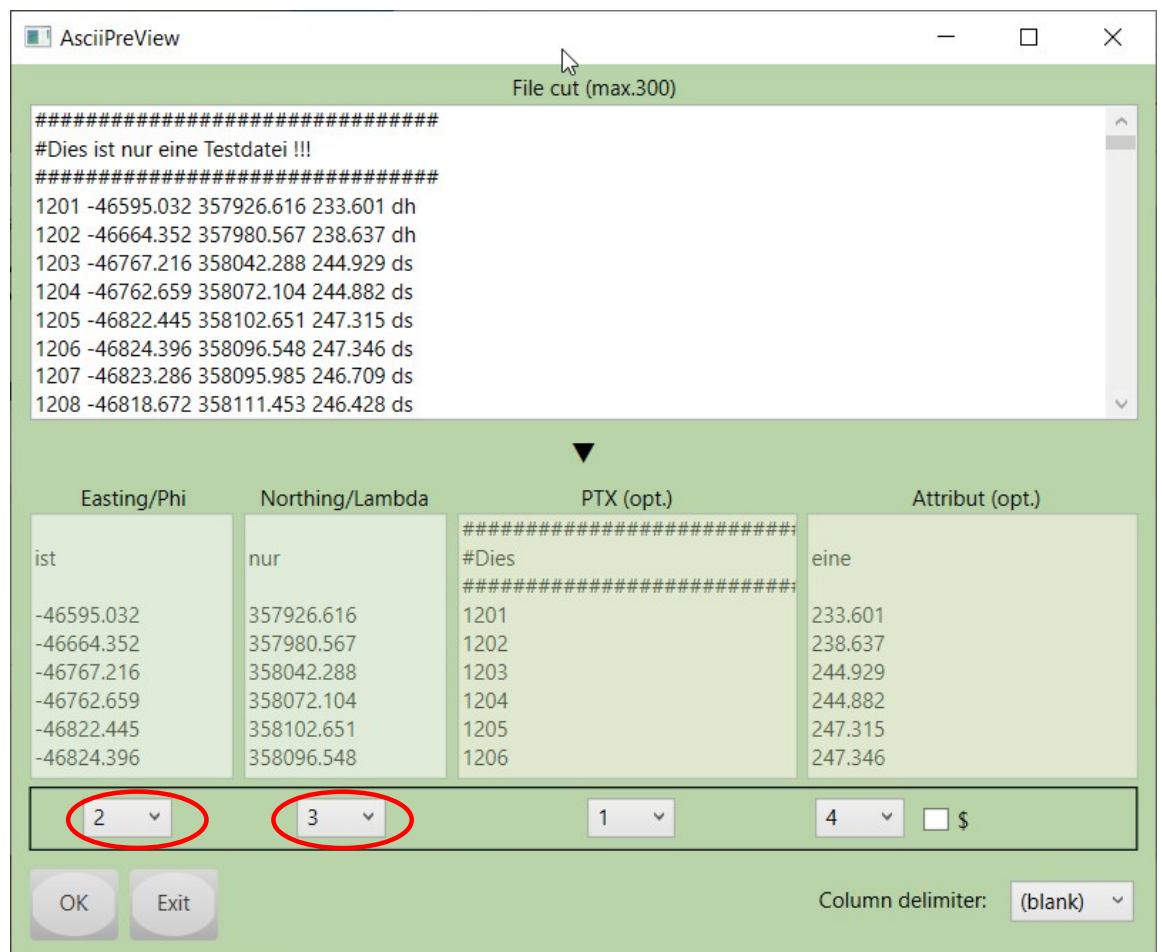 AsciiPreView
File cut (max.300)
################################
#Dies ist nur eine Testdatei !!!
################################
1201 -46595.032 357926.616 233.601 dh
1202 -46664.352 357980.567 238.637 dh
1203 -46767.216 358042.288 244.929 ds
1204 -46762.659 358072.104 244.882 ds
1205 -46822.445 358102.651 247.315 ds
1206 -46824.396 358096.548 247.346 ds
1207 -46823.286 358095.985 246.709 ds
1208 -46818.672 358111.453 246.428 ds
Easting/Phi Northing/Lambda PTX (opt.) Attribut (opt.)
###########################
ist nur #Dies eine
###########################
-46595.032 357926.616 1201 233.601
-46664.352 357980.567 1202 238.637
-46767.216 358042.288 1203 244.929
-46762.659 358072.104 1204 244.882
-46822.445 358102.651 1205 247.315
-46824.396 358096.548 1206 247.346
2 3 1 4 $
OK Exit Column delimiter: (blank)